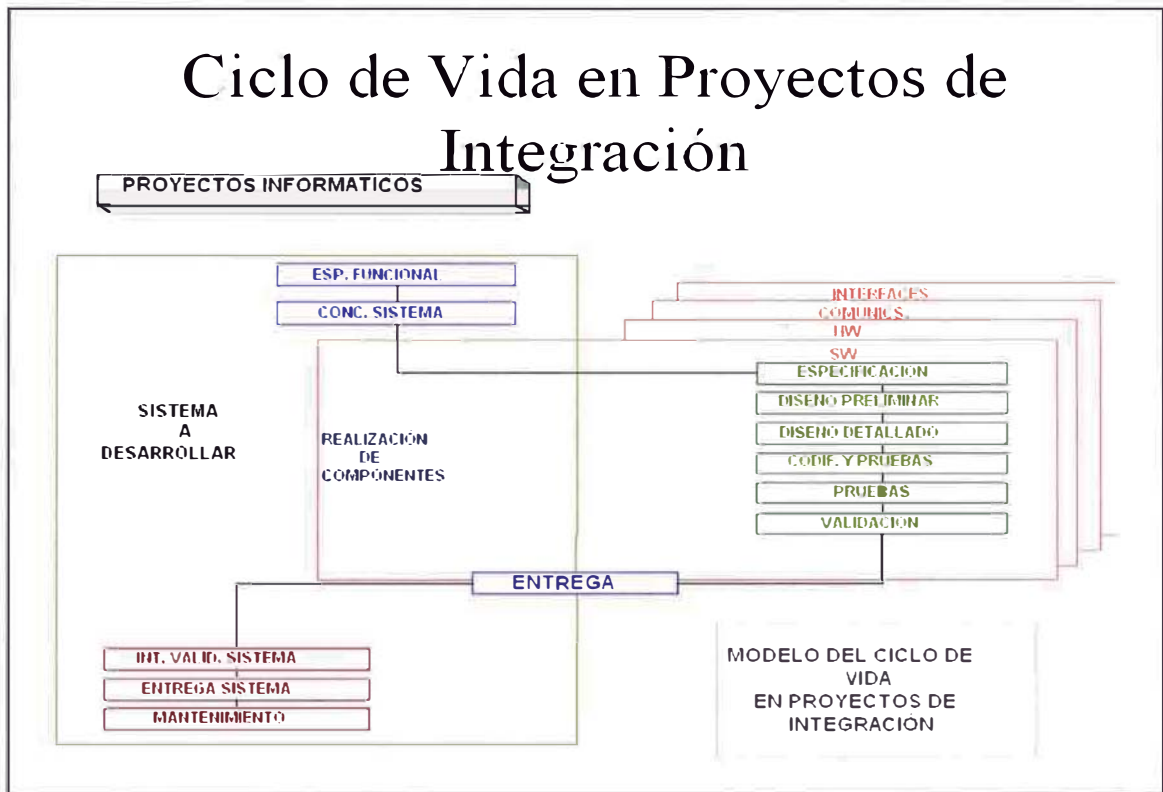 Ciclo de Vida en Proyectos de
Integración
PROYECTOS INFORMATICOS
ESP. FUNCIONAL
CONC. SISTEMA
INTERFACES
COMUNICS.
HW
SW
ESPECIFICACION
DISEÑO PRELIMINAR
DISEÑO DETALLADO
CODIF. Y PRUEBAS
PRUEBAS
VALIDACION
SISTEMA
A
DESARROLLAR
REALIZACIÓN
DE
COMPONENTES
ENTREGA
INT. VALID. SISTEMA
ENTREGA SISTEMA
MANTENIMIENTO
MODELO DEL CICLO DE
VIDA
EN PROYECTOS DE
INTEGRACIÓN